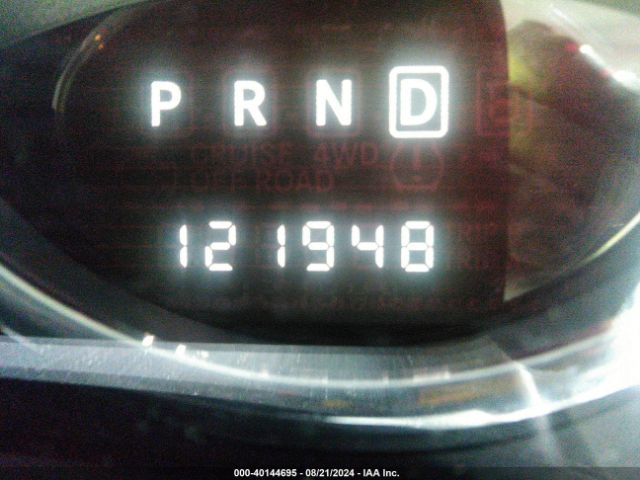 P R N D
CRUISE 4WD
OFF ROAD
121948
000-40144695 - 08/21/2024 - IAA Inc.